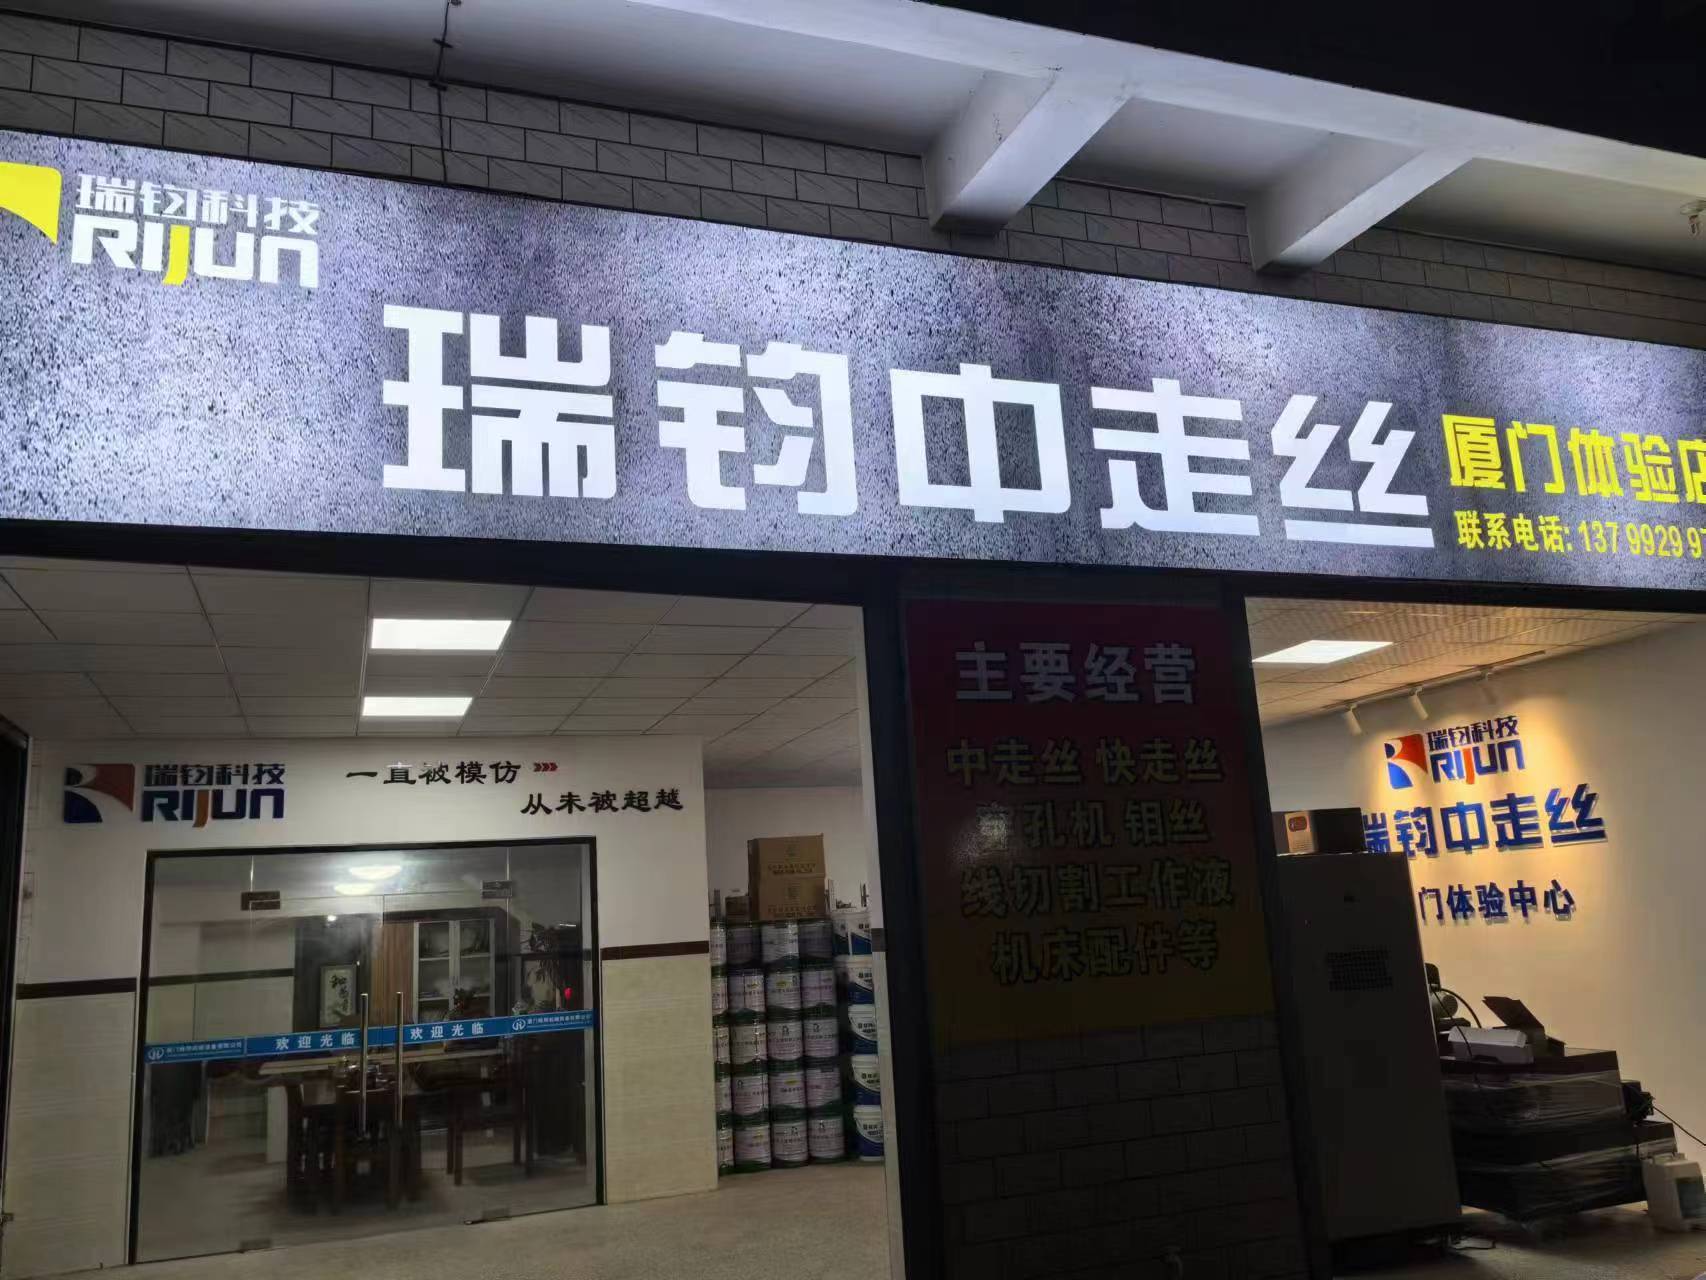 瑞钧科技
RIJUN
瑞钧中走丝
厦门体验店
联系电话: 13799299
主要经营
中走丝 快走丝
穿孔机 钼丝
线切割工作液
机床配件等
瑞钧科技
RIJUN
一直被模仿
从未被超越
欢迎光临
欢迎光临
瑞钧科技
RIJUN
瑞钧中走丝
门体验中心